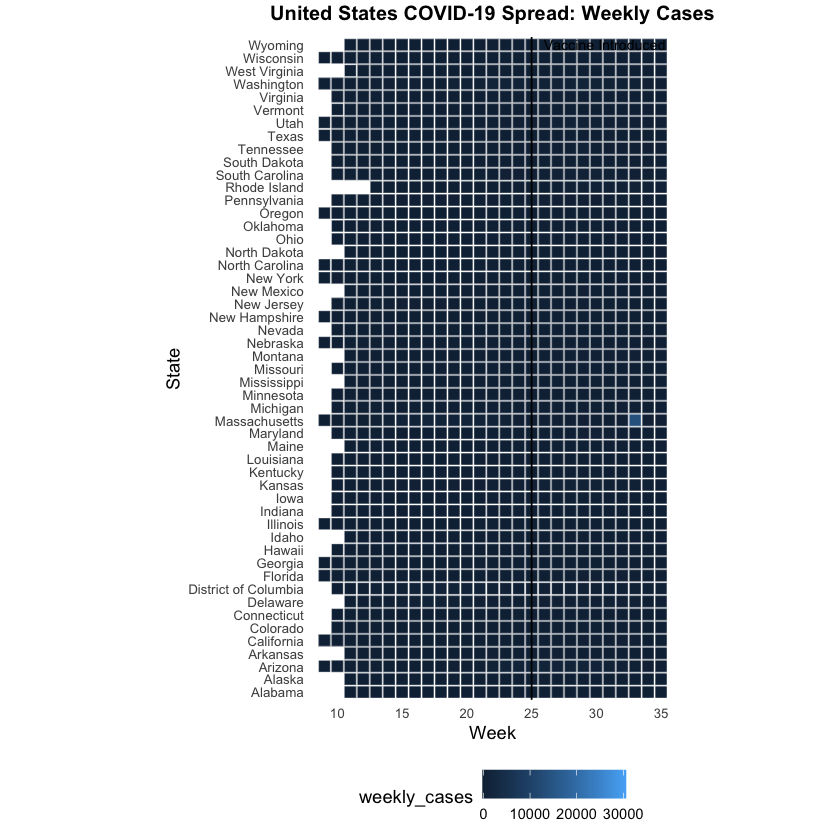 United States COVID-19 Spread: Weekly Cases
Vaccine Introduced
Wyoming
Wisconsin
West Virginia
Washington
Virginia
Vermont
Utah
Texas
Tennessee
South Dakota
South Carolina
Rhode Island
Pennsylvania
Oregon
Oklahoma
Ohio
North Dakota
North Carolina
New York
New Mexico
New Jersey
New Hampshire
Nevada
Nebraska
Montana
Missouri
Mississippi
Minnesota
Michigan
Massachusetts
Maryland
Maine
Louisiana
Kentucky
Kansas
Iowa
Indiana
Illinois
Idaho
Hawaii
Georgia
Florida
District of Columbia
Delaware
Connecticut
Colorado
California
Arkansas
Arizona
Alaska
Alabama
State
10 15 20 25 30 35
Week
weekly_cases
0 10000 20000 30000